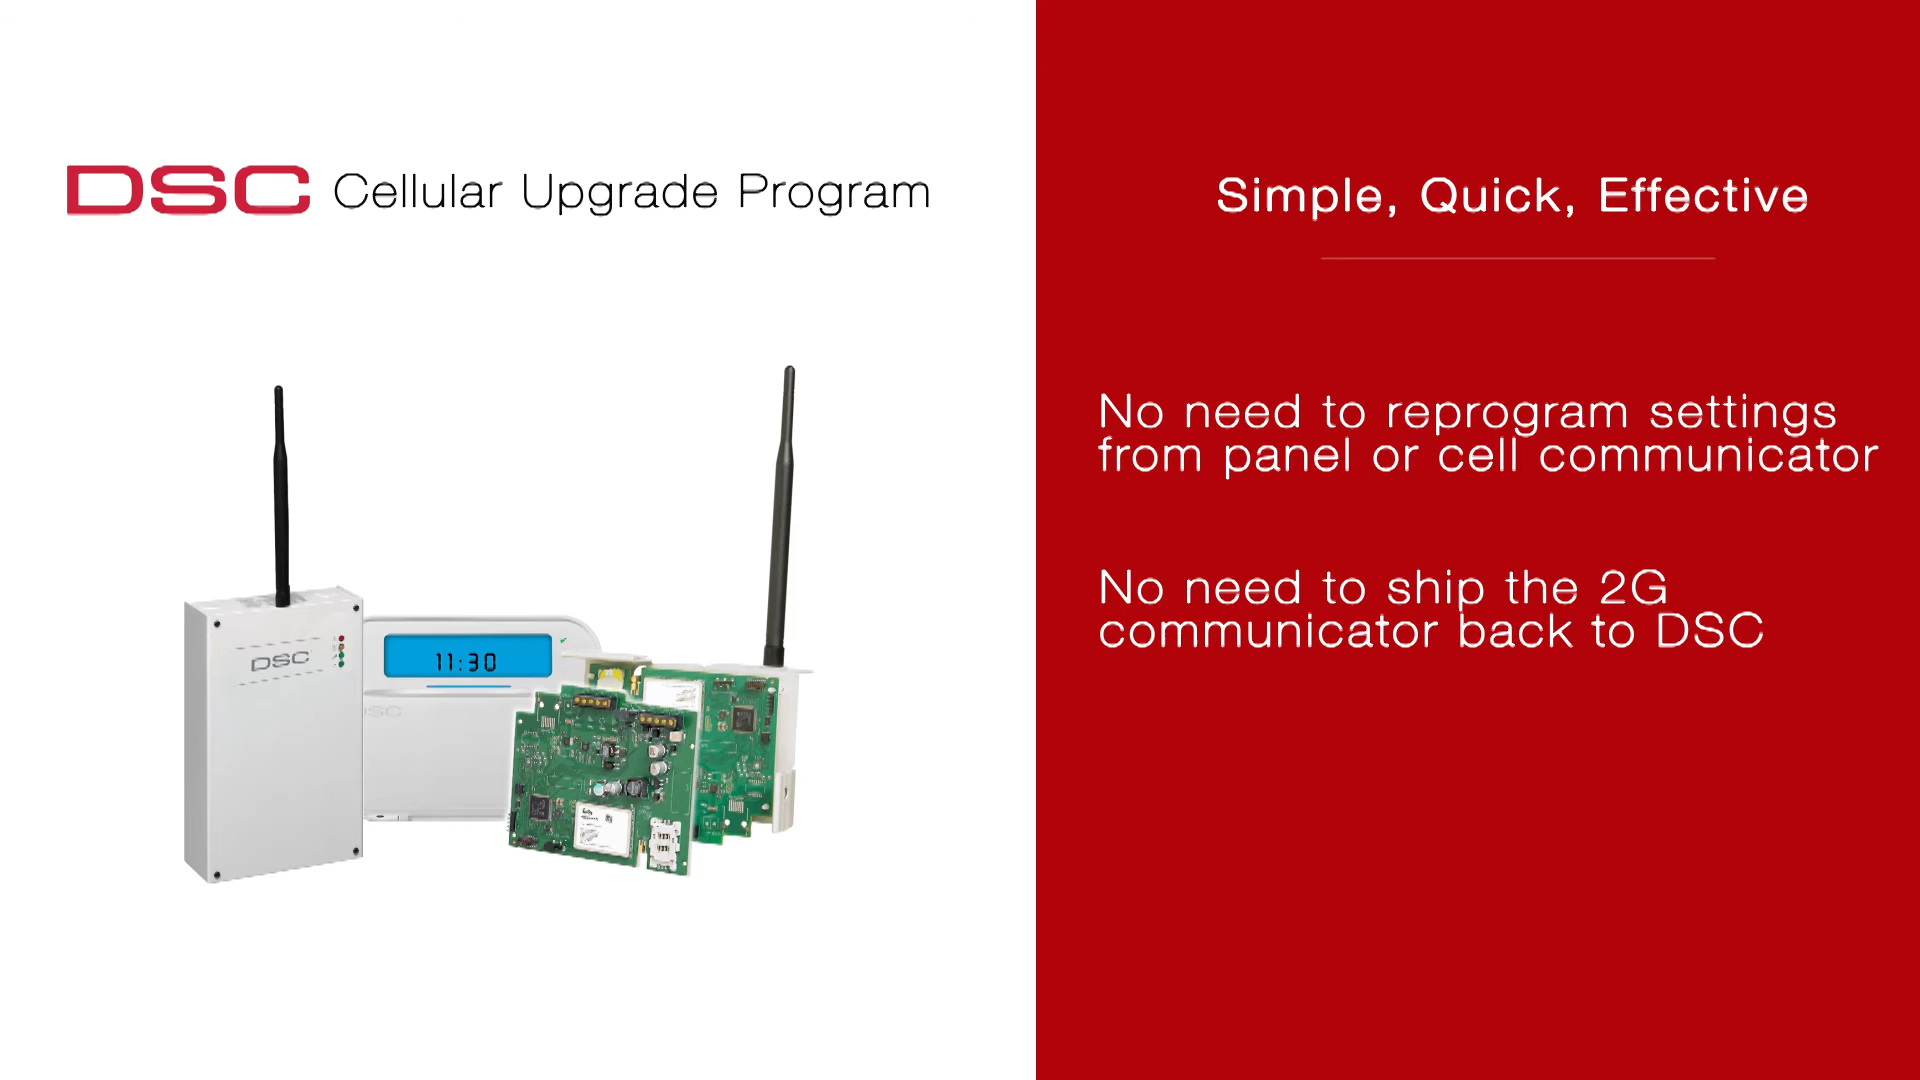 DSC Cellular Upgrade Program
Simple, Quick, Effective
No need to reprogram settings
from panel or cell communicator
No need to ship the 2G
communicator back to DSC
DSC
11:30
DSC